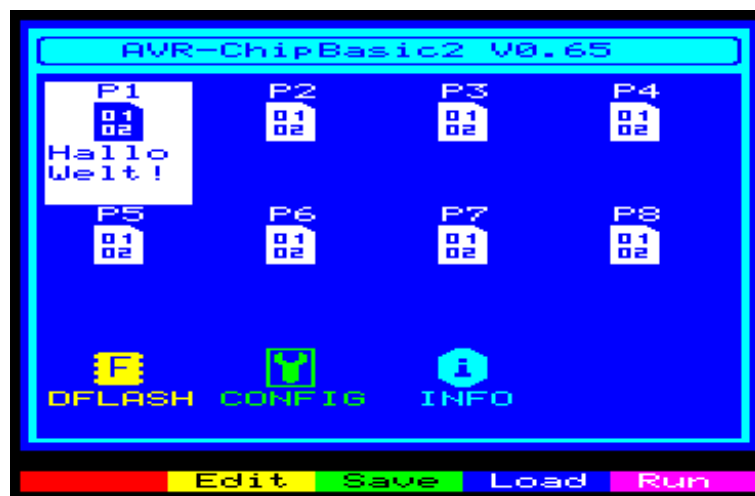 AVR-ChipBasic2 V0.65
P1 P2 P3 P4
01 01 01 01
02 02 02 02
Hallo
Welt!
P5 P6 P7 P8
01 01 01 01
02 02 02 02
F i
DFLASH CONFIG INFO
Edit Save Load Run